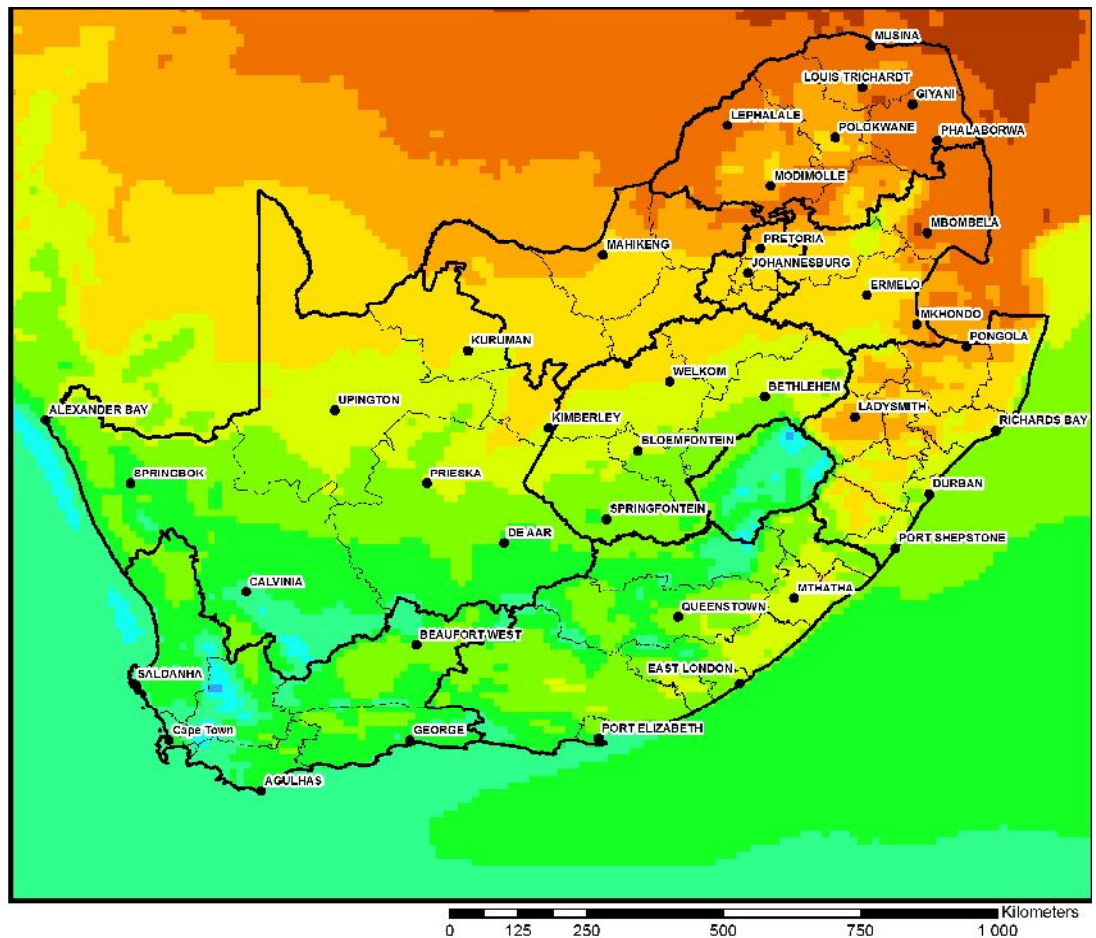 MUSINA
LOUIS TRICHARDT
GIYANI
LEPHALALE
POLOKWANE
PHALABORWA
MODIMOLLE
MBOMBELA
MAHIKENG
PRETORIA
JOHANNESBURG
ERMELO
MKHONDO
KURUMAN
PONGOLA
WELKOM
BETHLEHEM
UPINGTON
ALEXANDER BAY
KIMBERLEY
LADYSMITH
RICHARDS BAY
BLOEMFONTEIN
SPRINGBOK
PRIESKA
DURBAN
SPRINGFONTEIN
DE AAR
PORT SHEPSTONE
CALVINIA
MTHATHA
QUEENSTOWN
BEAUFORT WEST
SALDANHA
EAST LONDON
Cape Town
GEORGE
PORT ELIZABETH
AGULHAS
Kilometers
0 125 250 500 750 1 000